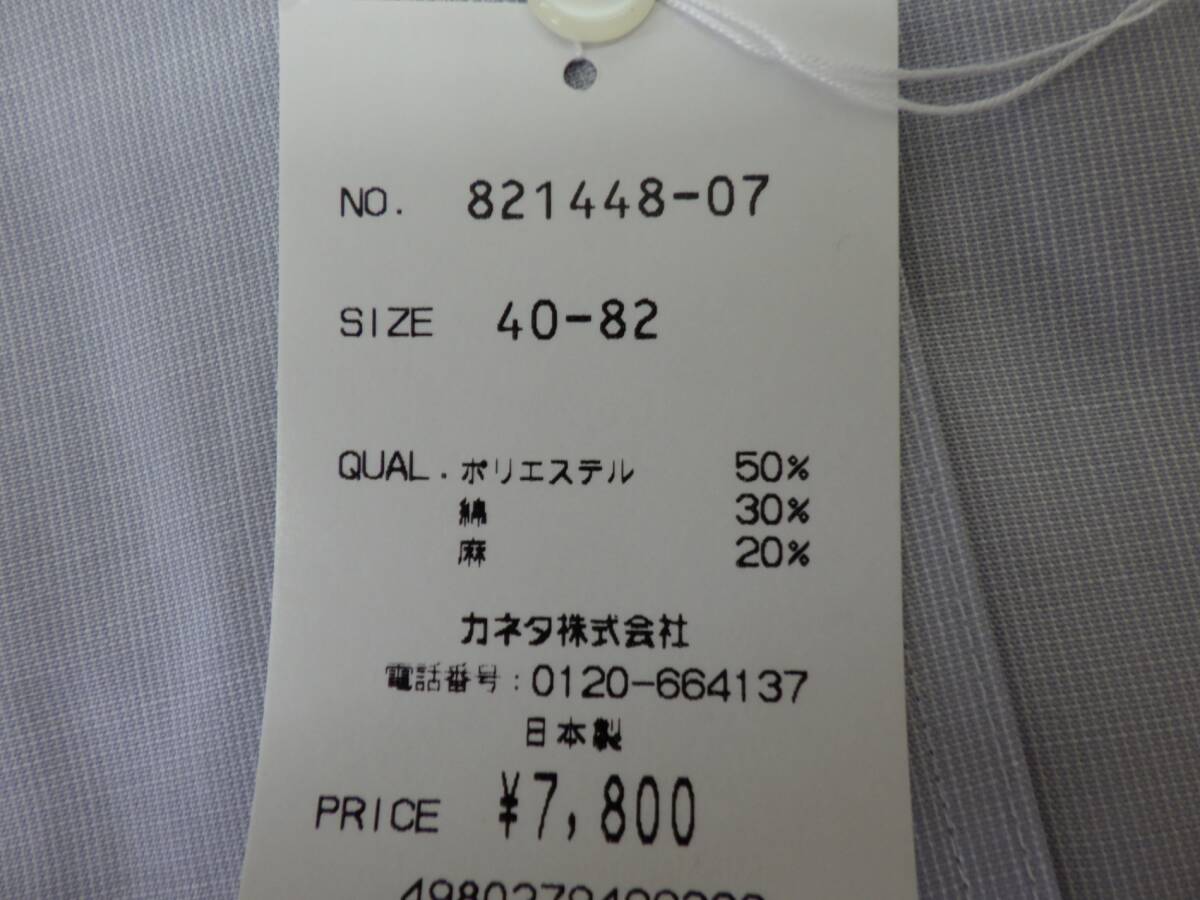 NO. 821448-07
SIZE 40-82
QUAL. ポリエステル 50%
綿 30%
麻 20%
カネタ株式会社
電話番号:0120-664137
日本製
PRICE ¥7,800